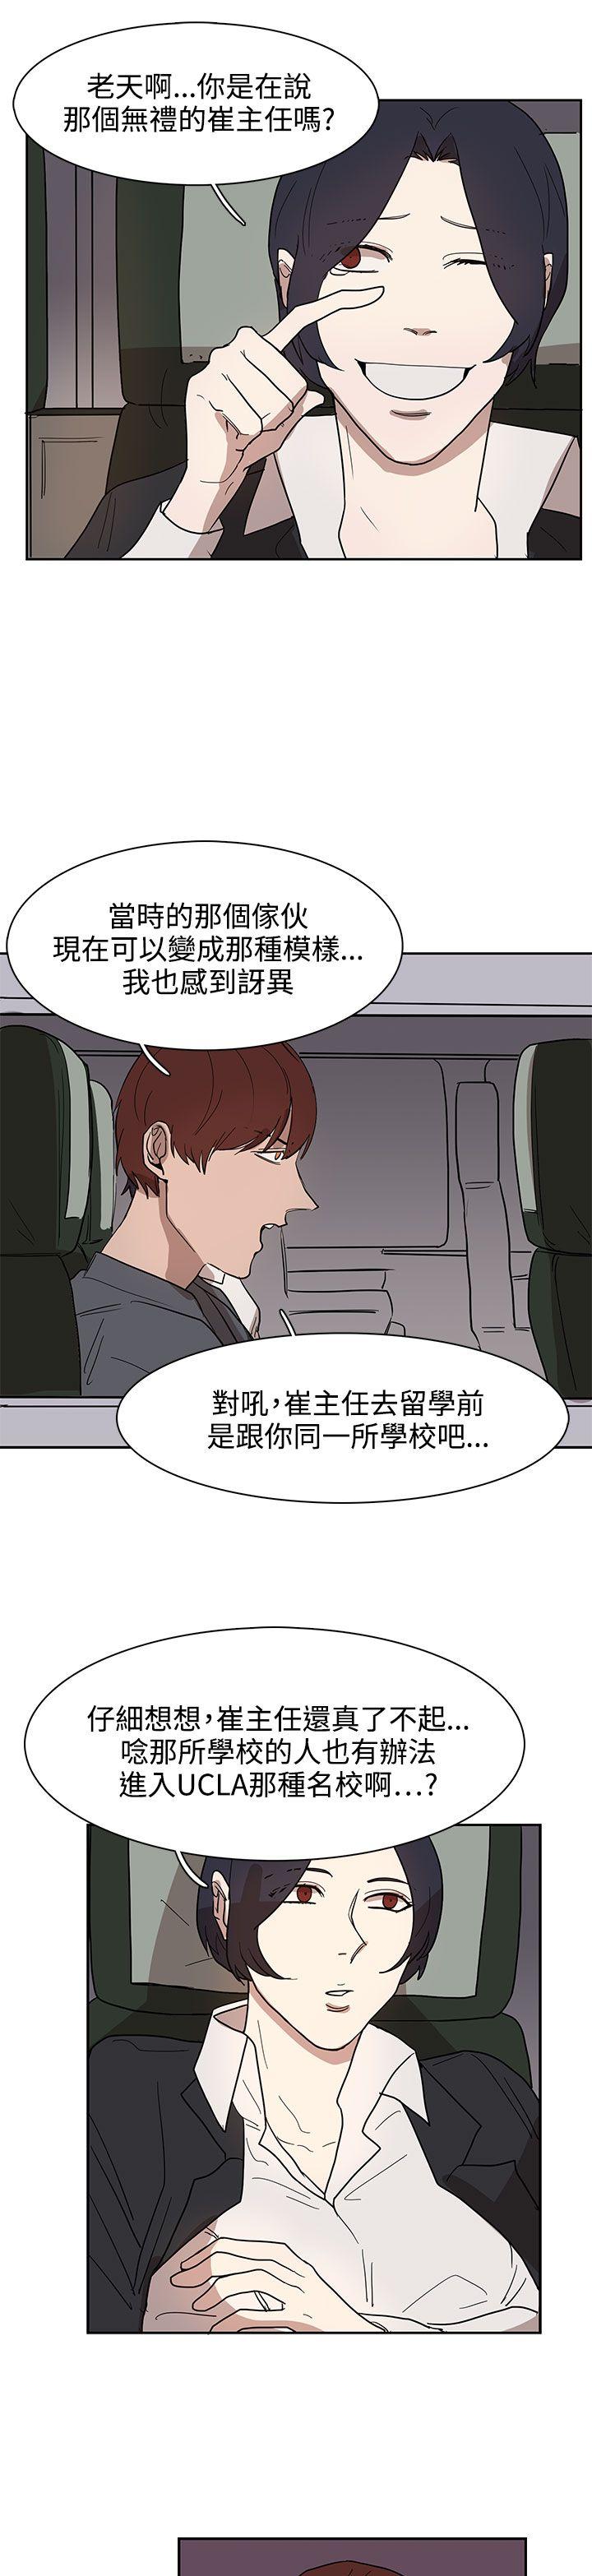 老天啊...你是在說
那個無禮的崔主任嗎?
當時的那個傢伙
現在可以變成那種模樣...
我也感到訝異
對吼,崔主任去留學前
是跟你同一所學校吧...
仔細想想,崔主任還真了不起...
唸那所學校的人也有辦法
進入UCLA那種名校啊...?